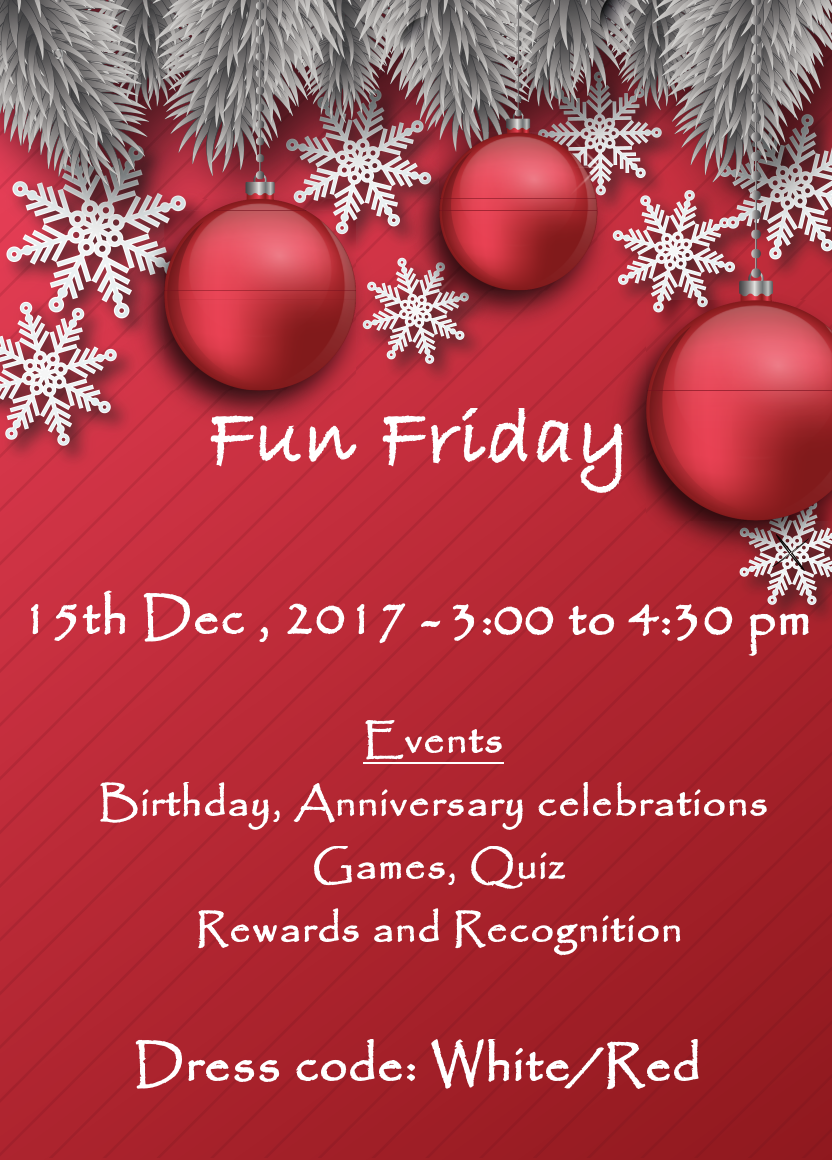 Fun Friday
15th Dec , 2017 - 3:00 to 4:30 pm
Events
Birthday, Anniversary celebrations
Games, Quiz
Rewards and Recognition
Dress code: White/Red